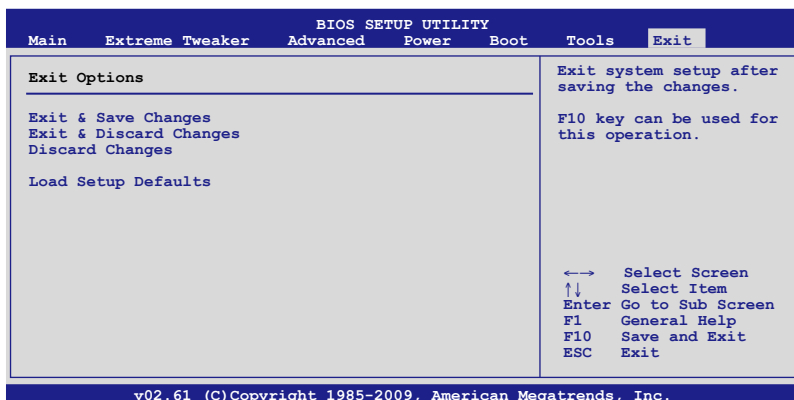 BIOS SETUP UTILITY
Main Extreme Tweaker Advanced Power Boot Tools Exit
Exit Options
Exit & Save Changes
Exit & Discard Changes
Discard Changes
Load Setup Defaults
Exit system setup after
saving the changes.
F10 key can be used for
this operation.
←→ Select Screen
↑↓ Select Item
Enter Go to Sub Screen
F1 General Help
F10 Save and Exit
ESC Exit
v02.61 (C)Copyright 1985-2009, American Megatrends, Inc.